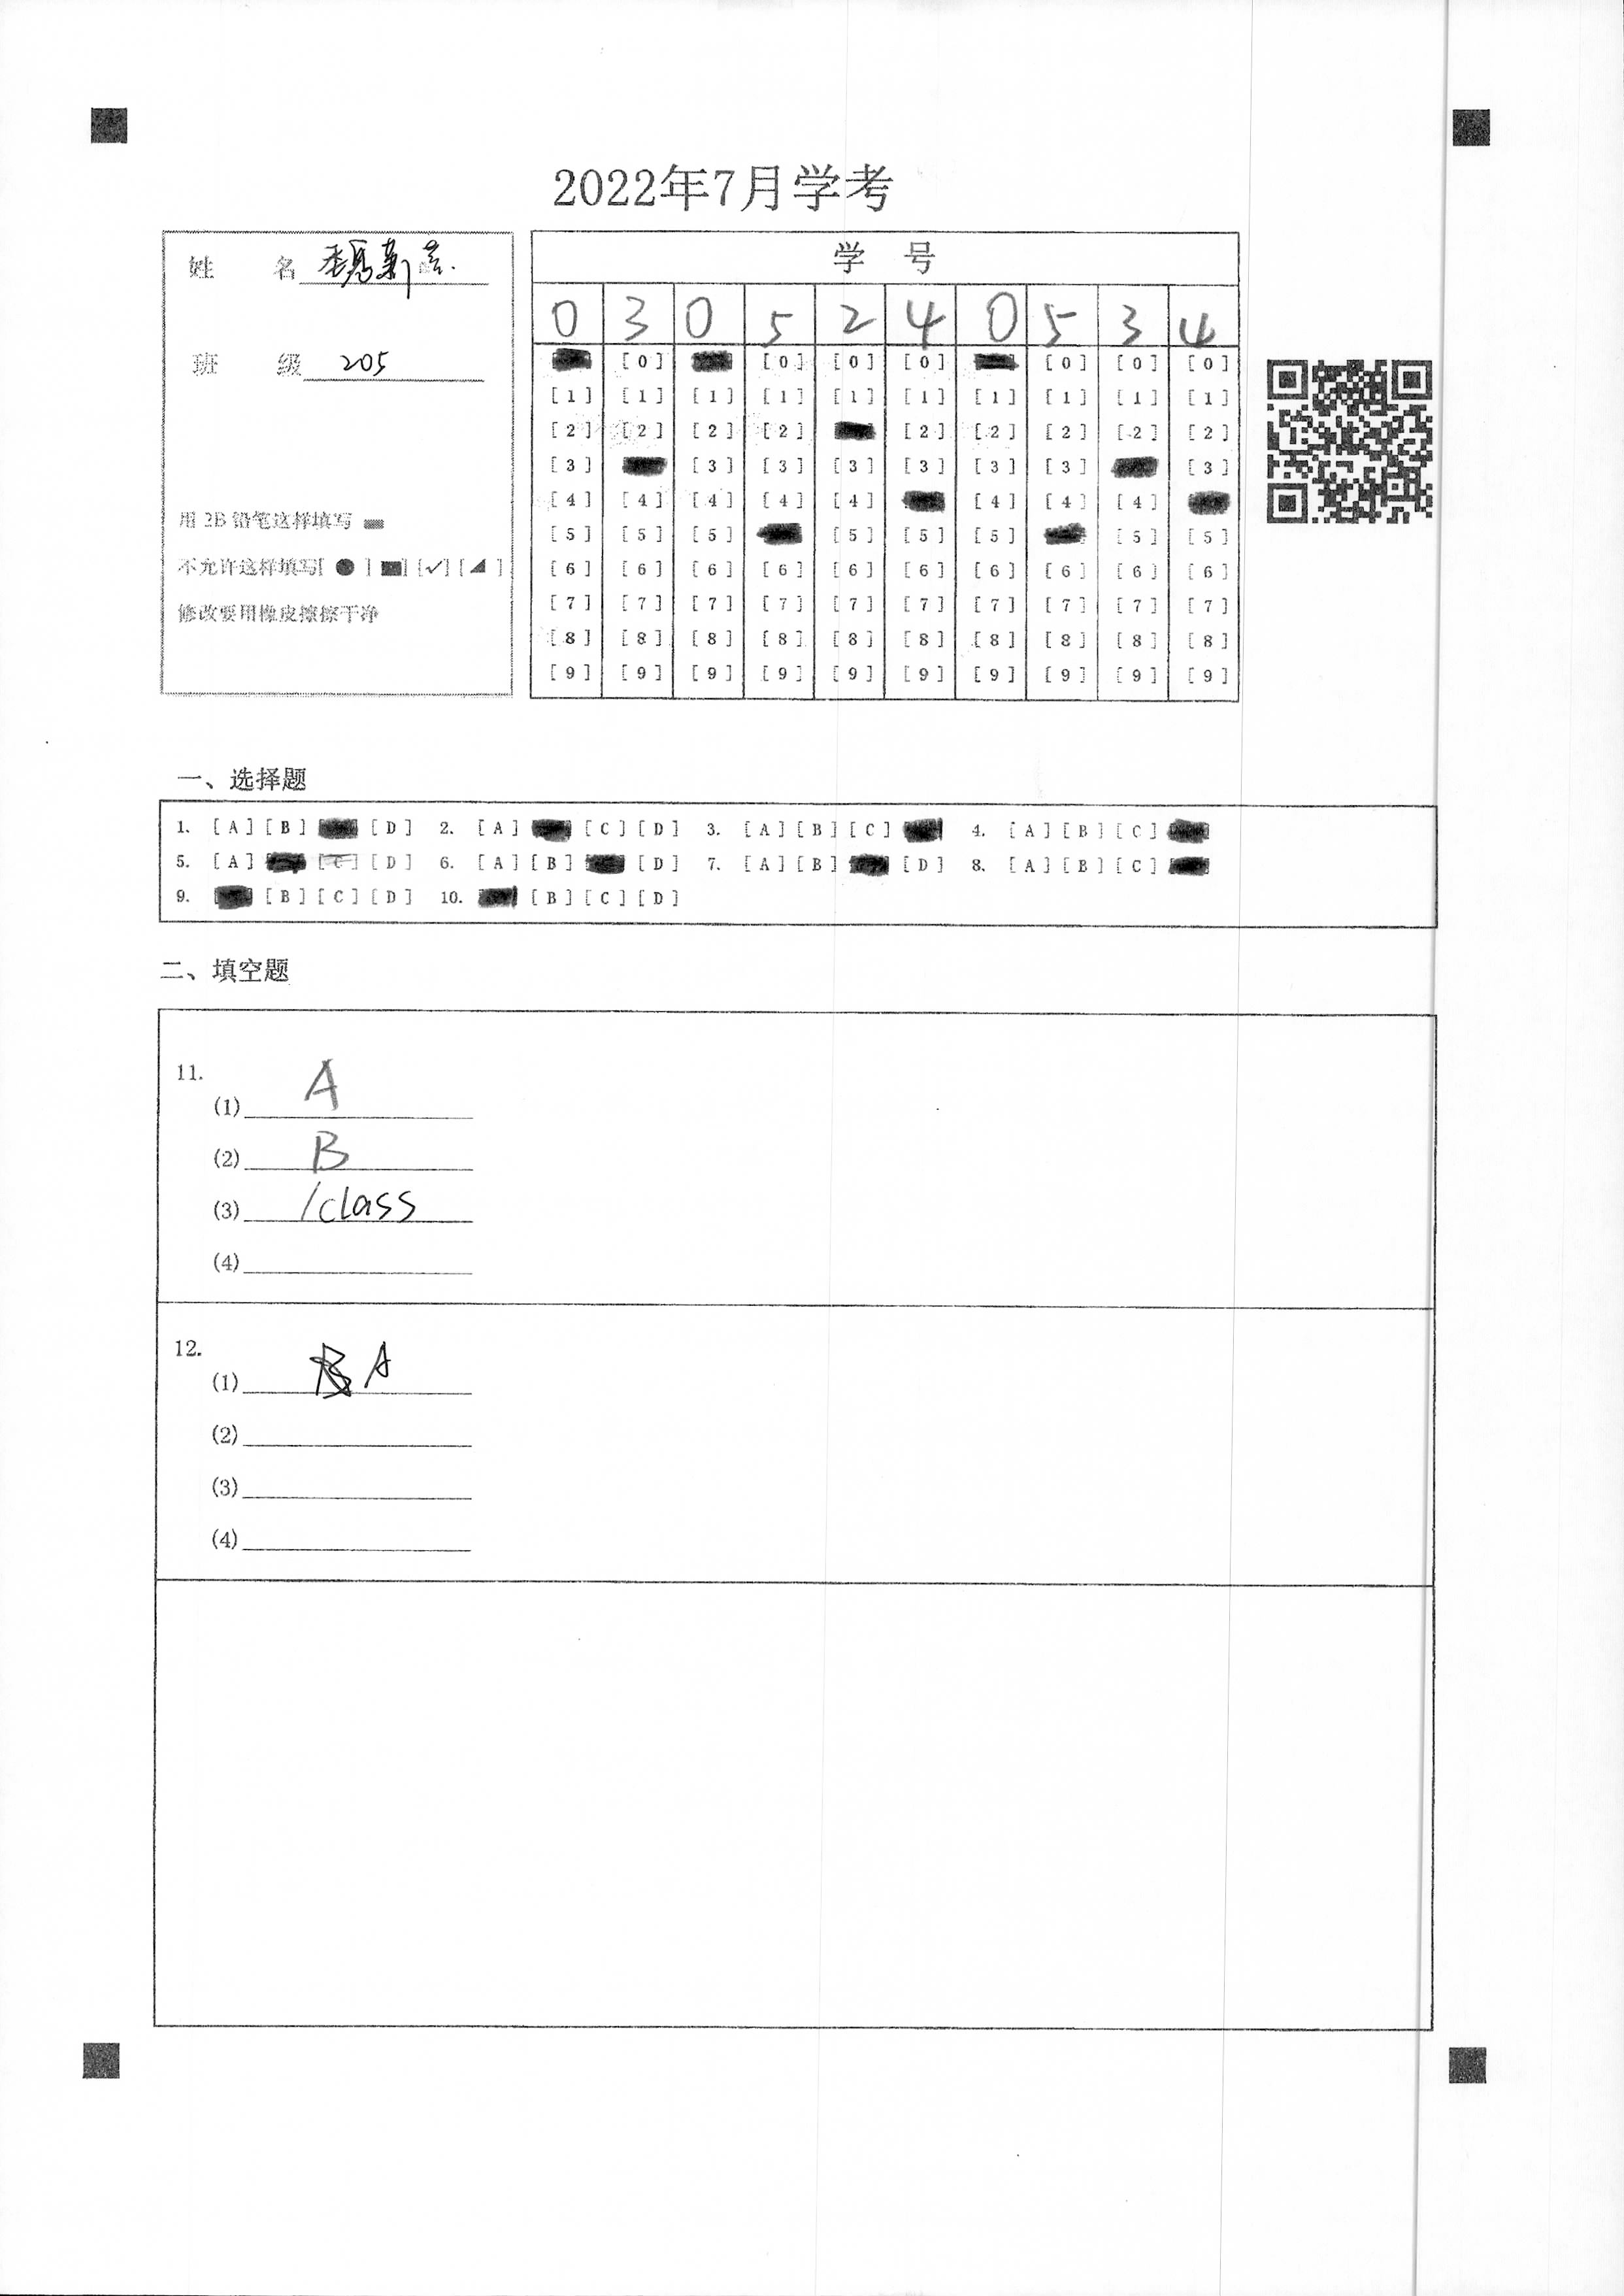 2022年7月学考
姓 名
班 级 205
用 2B 铅笔这样填写
不允许这样填写[ ● ] [■] [✓] [◢ ]
修改要用橡皮擦擦干净
学 号
0 3 0 5 2 4 0 5 3 4
[0] [0] [0] [0] [0] [0] [0]
[1] [1] [1] [1] [1] [1] [1] [1] [1] [1]
[2] [2] [2] [2] [2] [2] [2] [2] [2]
[3] [3] [3] [3] [3] [3] [3] [3]
[4] [4] [4] [4] [4] [4] [4] [4]
[5] [5] [5] [5] [5] [5] [5] [5]
[6] [6] [6] [6] [6] [6] [6] [6] [6] [6]
[7] [7] [7] [7] [7] [7] [7] [7] [7] [7]
[8] [8] [8] [8] [8] [8] [8] [8] [8] [8]
[9] [9] [9] [9] [9] [9] [9] [9] [9] [9]
一、选择题
1. [A] [B] [D] 2. [A] [C] [D] 3. [A] [B] [C] 4. [A] [B] [C]
5. [A] [C] [D] 6. [A] [B] [D] 7. [A] [B] [D] 8. [A] [B] [C]
9. [B] [C] [D] 10. [B] [C] [D]
二、填空题
11.
(1) A
(2) B
(3) /class
(4)
12.
(1) A
(2)
(3)
(4)